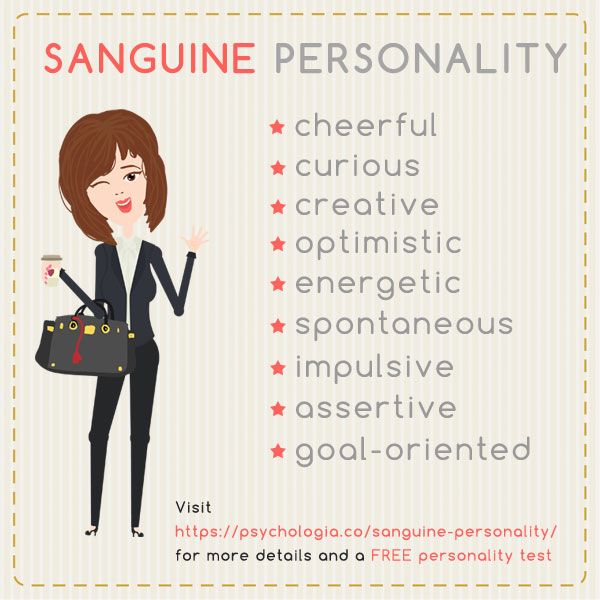 SANGUINE PERSONALITY
cheerful
curious
creative
optimistic
energetic
spontaneous
impulsive
assertive
goal-oriented
Visit
https://psychologia.co/sanguine-personality/
for more details and a FREE personality test